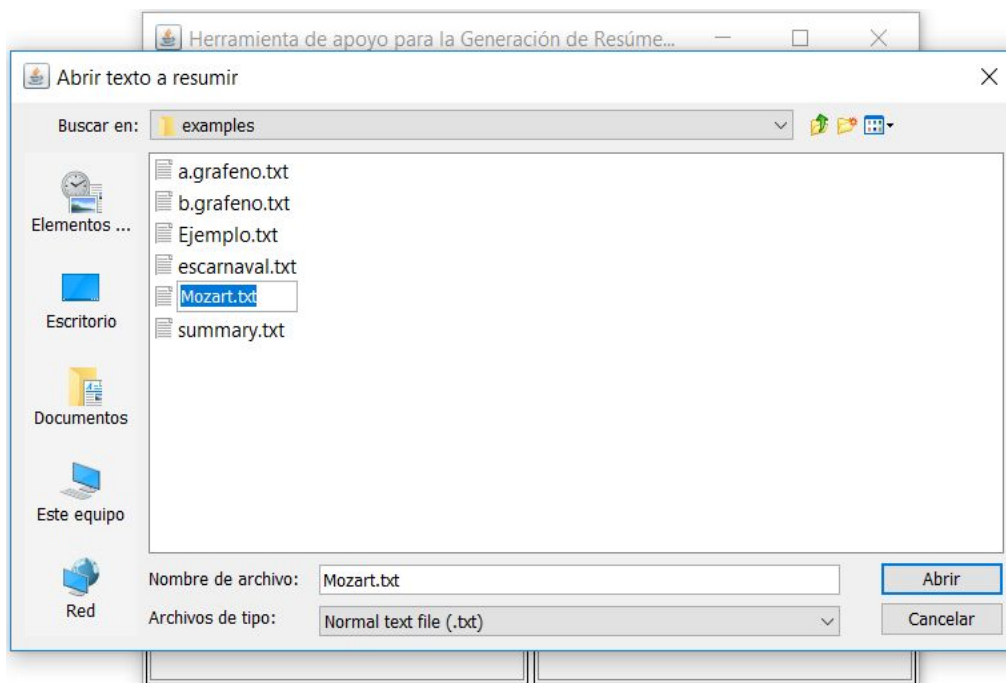 Herramienta de apoyo para la Generación de Resúme...
Abrir texto a resumir
Buscar en: examples
a.grafeno.txt
b.grafeno.txt
Ejemplo.txt
escarnaval.txt
Mozart.txt
summary.txt
Elementos ...
Escritorio
Documentos
Este equipo
Red
Nombre de archivo: Mozart.txt Abrir
Archivos de tipo: Normal text file (.txt) Cancelar